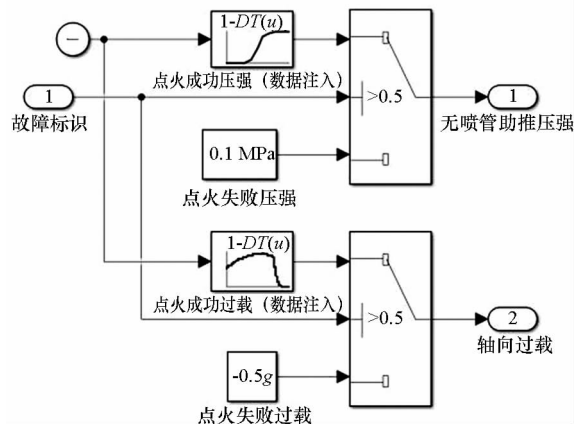 1-DT(u)
点火成功压强（数据注入）
1
故障标识
>0.5
1
无喷管助推压强
0.1 MPa
点火失败压强
1-DT(u)
点火成功过载（数据注入）
>0.5
2
轴向过载
-0.5g
点火失败过载